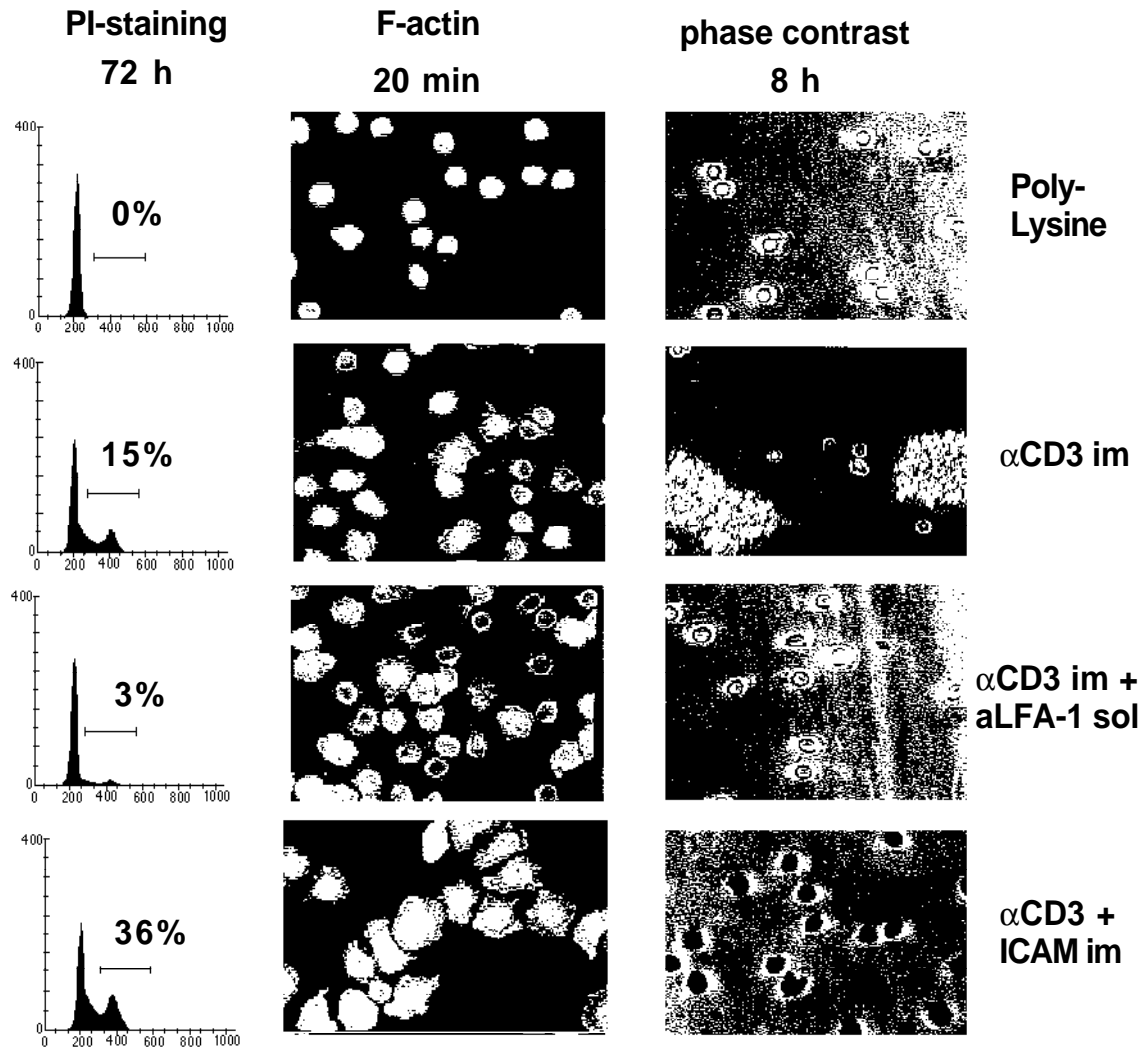 PI-staining
72 h
F-actin
20 min
phase contrast
8 h
400
0%
0
0 200 400 600 800 1000
Poly-
Lysine
400
15%
0
0 200 400 600 800 1000
αCD3 im
400
3%
0
0 200 400 600 800 1000
αCD3 im +
aLFA-1 sol
400
36%
0
0 200 400 600 800 1000
αCD3 +
ICAM im